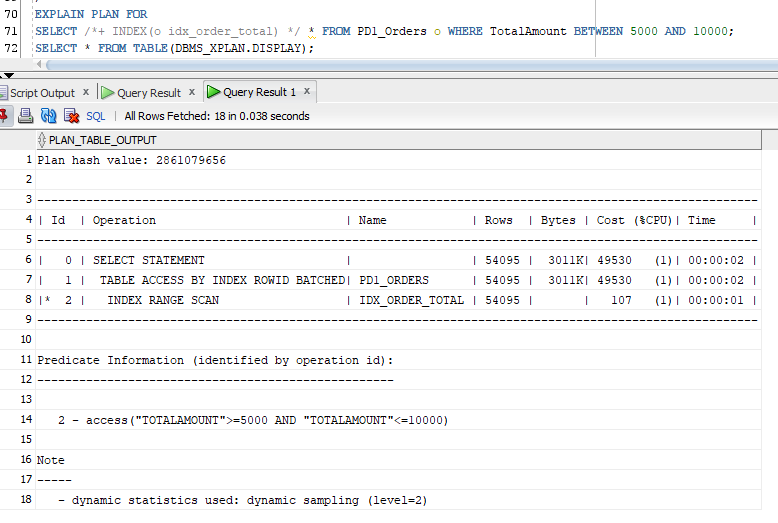 70 EXPLAIN PLAN FOR
71 SELECT /*+ INDEX(o idx_order_total) */ * FROM PD1_Orders o WHERE TotalAmount BETWEEN 5000 AND 10000;
72 SELECT * FROM TABLE(DBMS_XPLAN.DISPLAY);
Script Output x Query Result x Query Result 1 x
SQL | All Rows Fetched: 18 in 0.038 seconds
PLAN_TABLE_OUTPUT
1 Plan hash value: 2861079656
2
3 --------------------------------------------------------------------------------------------------------
4 | Id | Operation | Name | Rows | Bytes | Cost (%CPU)| Time |
5 --------------------------------------------------------------------------------------------------------
6 | 0 | SELECT STATEMENT | | 54095 | 3011K| 49530 (1)| 00:00:02 |
7 | 1 | TABLE ACCESS BY INDEX ROWID BATCHED| PD1_ORDERS | 54095 | 3011K| 49530 (1)| 00:00:02 |
8 |* 2 | INDEX RANGE SCAN | IDX_ORDER_TOTAL | 54095 | | 107 (1)| 00:00:01 |
9 --------------------------------------------------------------------------------------------------------
10
11 Predicate Information (identified by operation id):
12 ---------------------------------------------------
13
14 2 - access("TOTALAMOUNT">=5000 AND "TOTALAMOUNT"<=10000)
15
16 Note
17 -----
18 - dynamic statistics used: dynamic sampling (level=2)